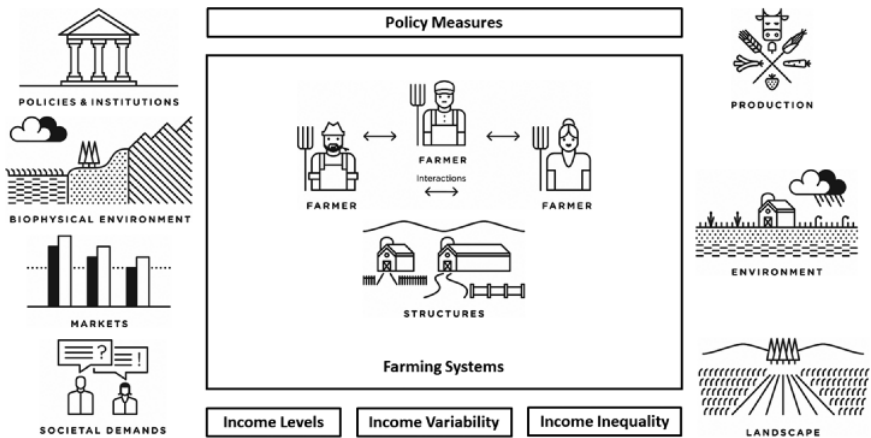 Policy Measures
POLICIES & INSTITUTIONS
BIOPHYSICAL ENVIRONMENT
MARKETS
?
!
SOCIETAL DEMANDS
FARMER
Interactions
FARMER
FARMER
STRUCTURES
Farming Systems
Income Levels
Income Variability
Income Inequality
PRODUCTION
ENVIRONMENT
LANDSCAPE